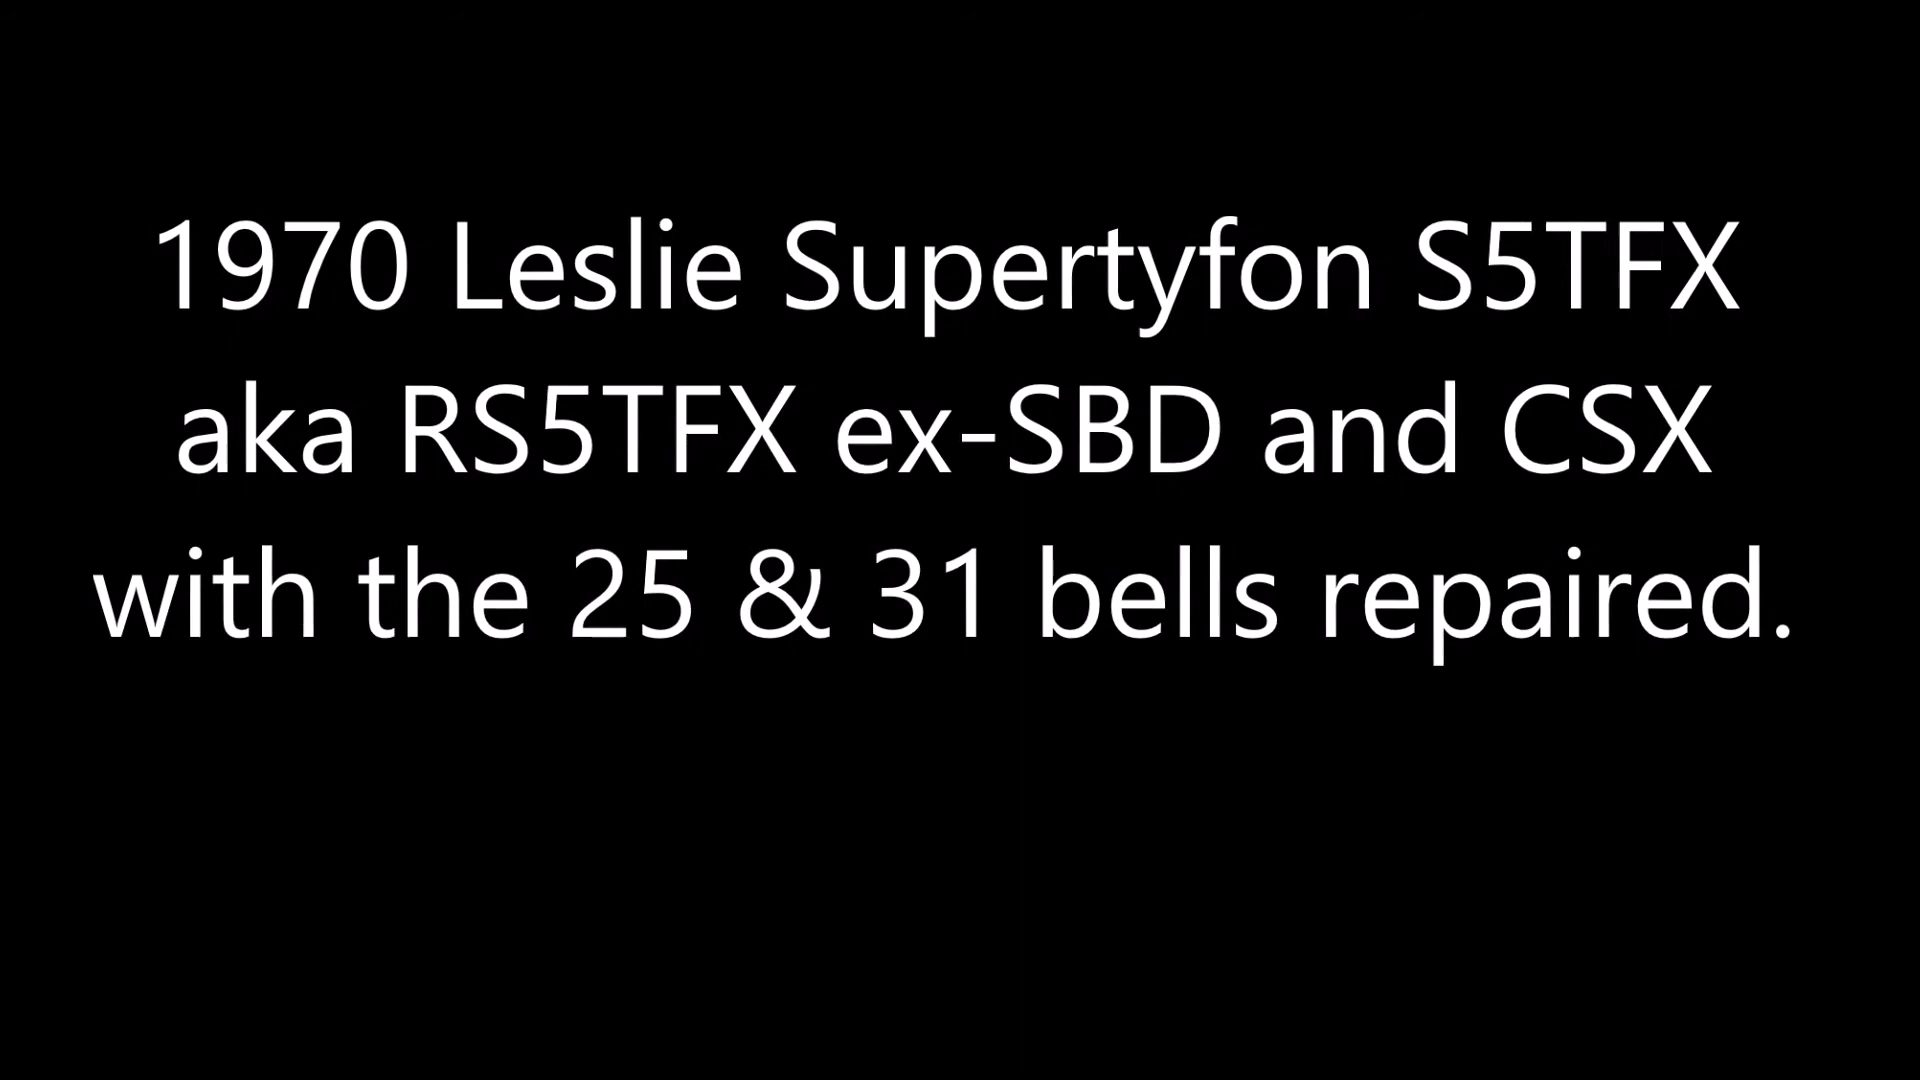 1970 Leslie Supertyfon S5TFX
aka RS5TFX ex-SBD and CSX
with the 25 & 31 bells repaired.